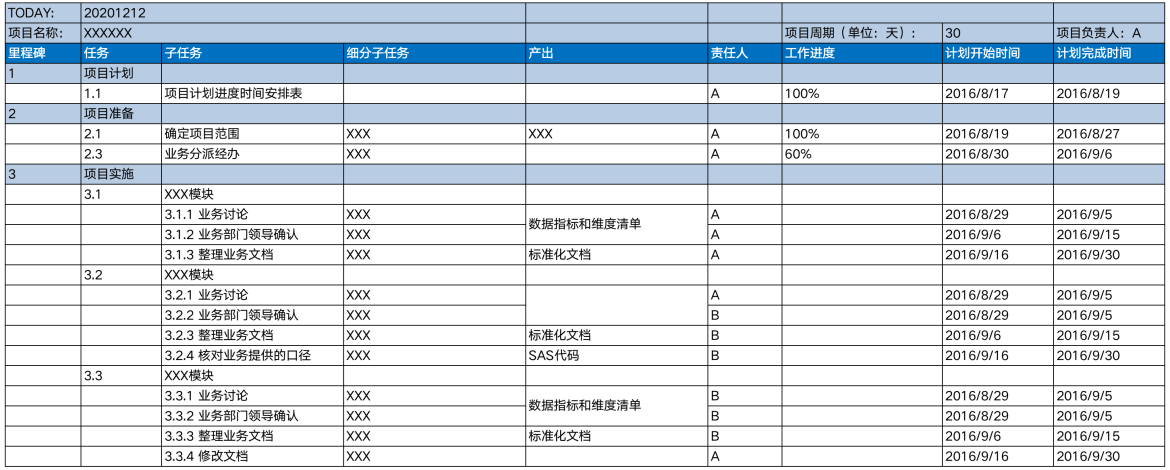 TODAY: 20201212
项目名称： XXXXXX 项目周期（单位：天）： 30 项目负责人：A
里程碑 任务 子任务 细分子任务 产出 责任人 工作进度 计划开始时间 计划完成时间
1 项目计划
1.1 项目计划进度时间安排表 A 100% 2016/8/17 2016/8/19
2 项目准备
2.1 确定项目范围 XXX XXX A 100% 2016/8/19 2016/8/27
2.3 业务分派经办 XXX A 60% 2016/8/30 2016/9/6
3 项目实施
3.1 XXX模块
3.1.1 业务讨论 XXX 数据指标和维度清单 A 2016/8/29 2016/9/5
3.1.2 业务部门领导确认 XXX A 2016/9/6 2016/9/15
3.1.3 整理业务文档 XXX 标准化文档 A 2016/9/16 2016/9/30
3.2 XXX模块
3.2.1 业务讨论 XXX A 2016/8/29 2016/9/5
3.2.2 业务部门领导确认 XXX B 2016/8/29 2016/9/5
3.2.3 整理业务文档 XXX 标准化文档 B 2016/9/6 2016/9/15
3.2.4 核对业务提供的口径 XXX SAS代码 B 2016/9/16 2016/9/30
3.3 XXX模块
3.3.1 业务讨论 XXX 数据指标和维度清单 B 2016/8/29 2016/9/5
3.3.2 业务部门领导确认 XXX B 2016/8/29 2016/9/5
3.3.3 整理业务文档 XXX 标准化文档 B 2016/9/6 2016/9/15
3.3.4 修改文档 XXX A 2016/9/16 2016/9/30